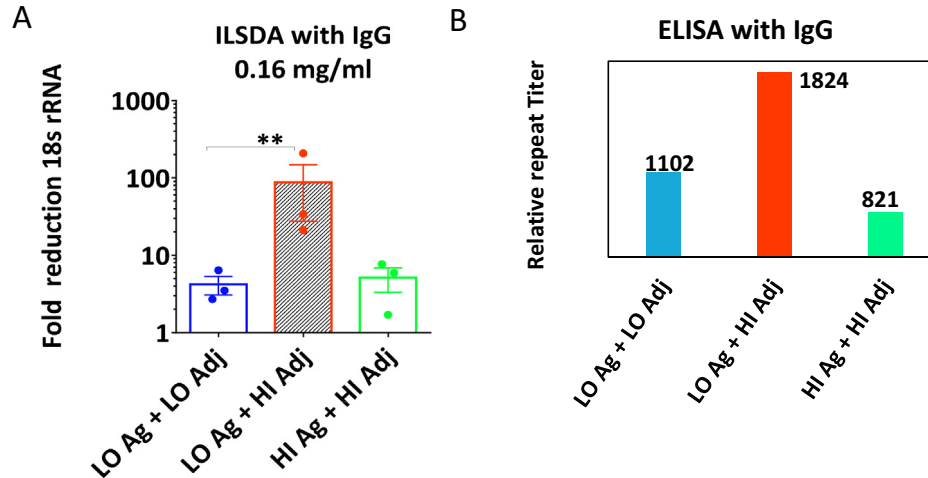 A
ILSDA with IgG
0.16 mg/ml
Fold reduction 18s rRNA
1000
100
10
1
**
LO Ag + LO Adj
LO Ag + HI Adj
HI Ag + HI Adj
B
ELISA with IgG
Relative repeat Titer
1102
1824
821
LO Ag + LO Adj
LO Ag + HI Adj
HI Ag + HI Adj